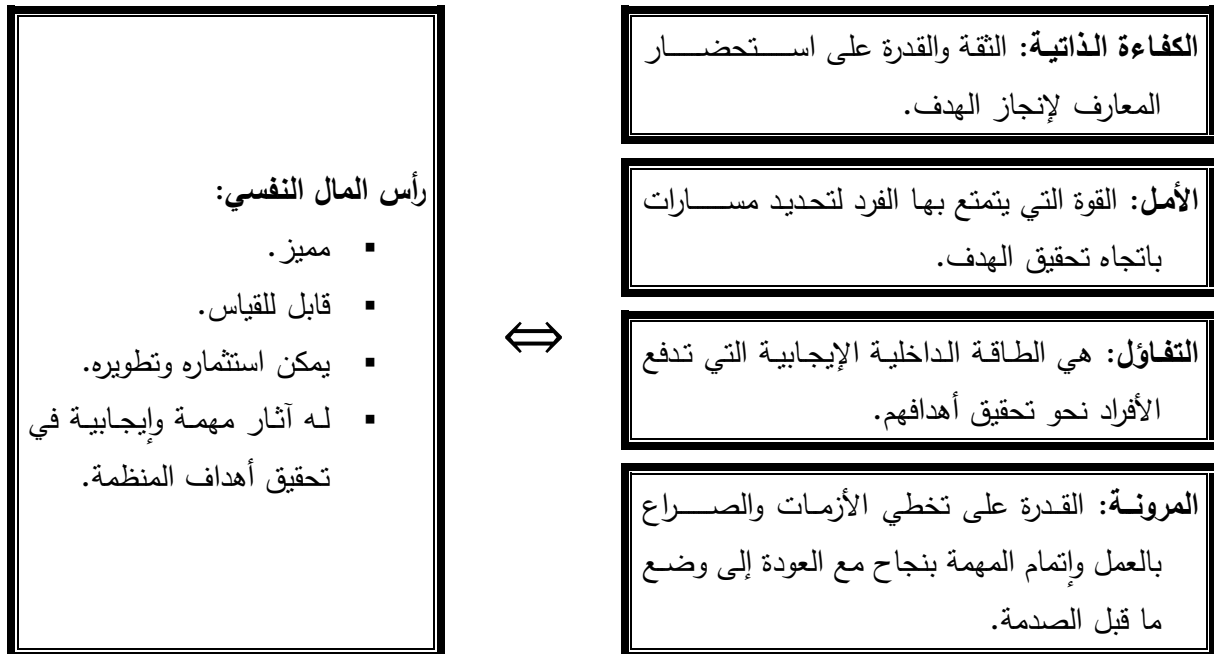 الكفاءة الذاتية: الثقة والقدرة على استحضار
المعارف لإنجاز الهدف.
الأمل: القوة التي يتمتع بها الفرد لتحديد مسارات
باتجاه تحقيق الهدف.
التفاؤل: هي الطاقة الداخلية الإيجابية التي تدفع
الأفراد نحو تحقيق أهدافهم.
المرونة: القدرة على تخطي الأزمات والصراع
بالعمل وإتمام المهمة بنجاح مع العودة إلى وضع
ما قبل الصدمة.
⇔
رأس المال النفسي:
▪ مميز.
▪ قابل للقياس.
▪ يمكن استثماره وتطويره.
▪ له آثار مهمة وإيجابية في
تحقيق أهداف المنظمة.